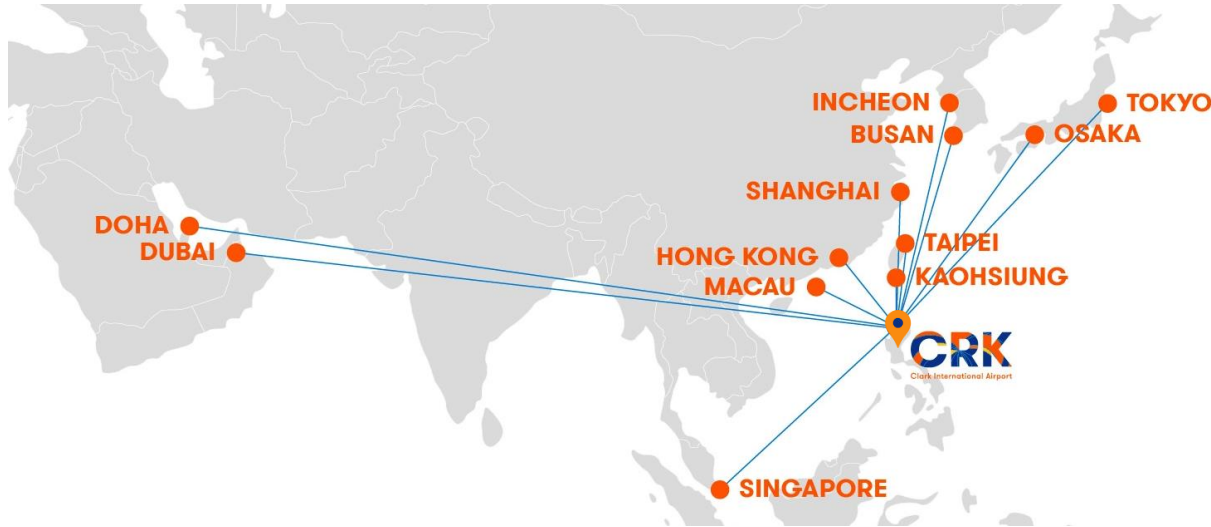 INCHEON
TOKYO
BUSAN
OSAKA
SHANGHAI
DOHA
TAIPEI
DUBAI
HONG KONG
KAOHSIUNG
MACAU
CRK
Clark International Airport
SINGAPORE